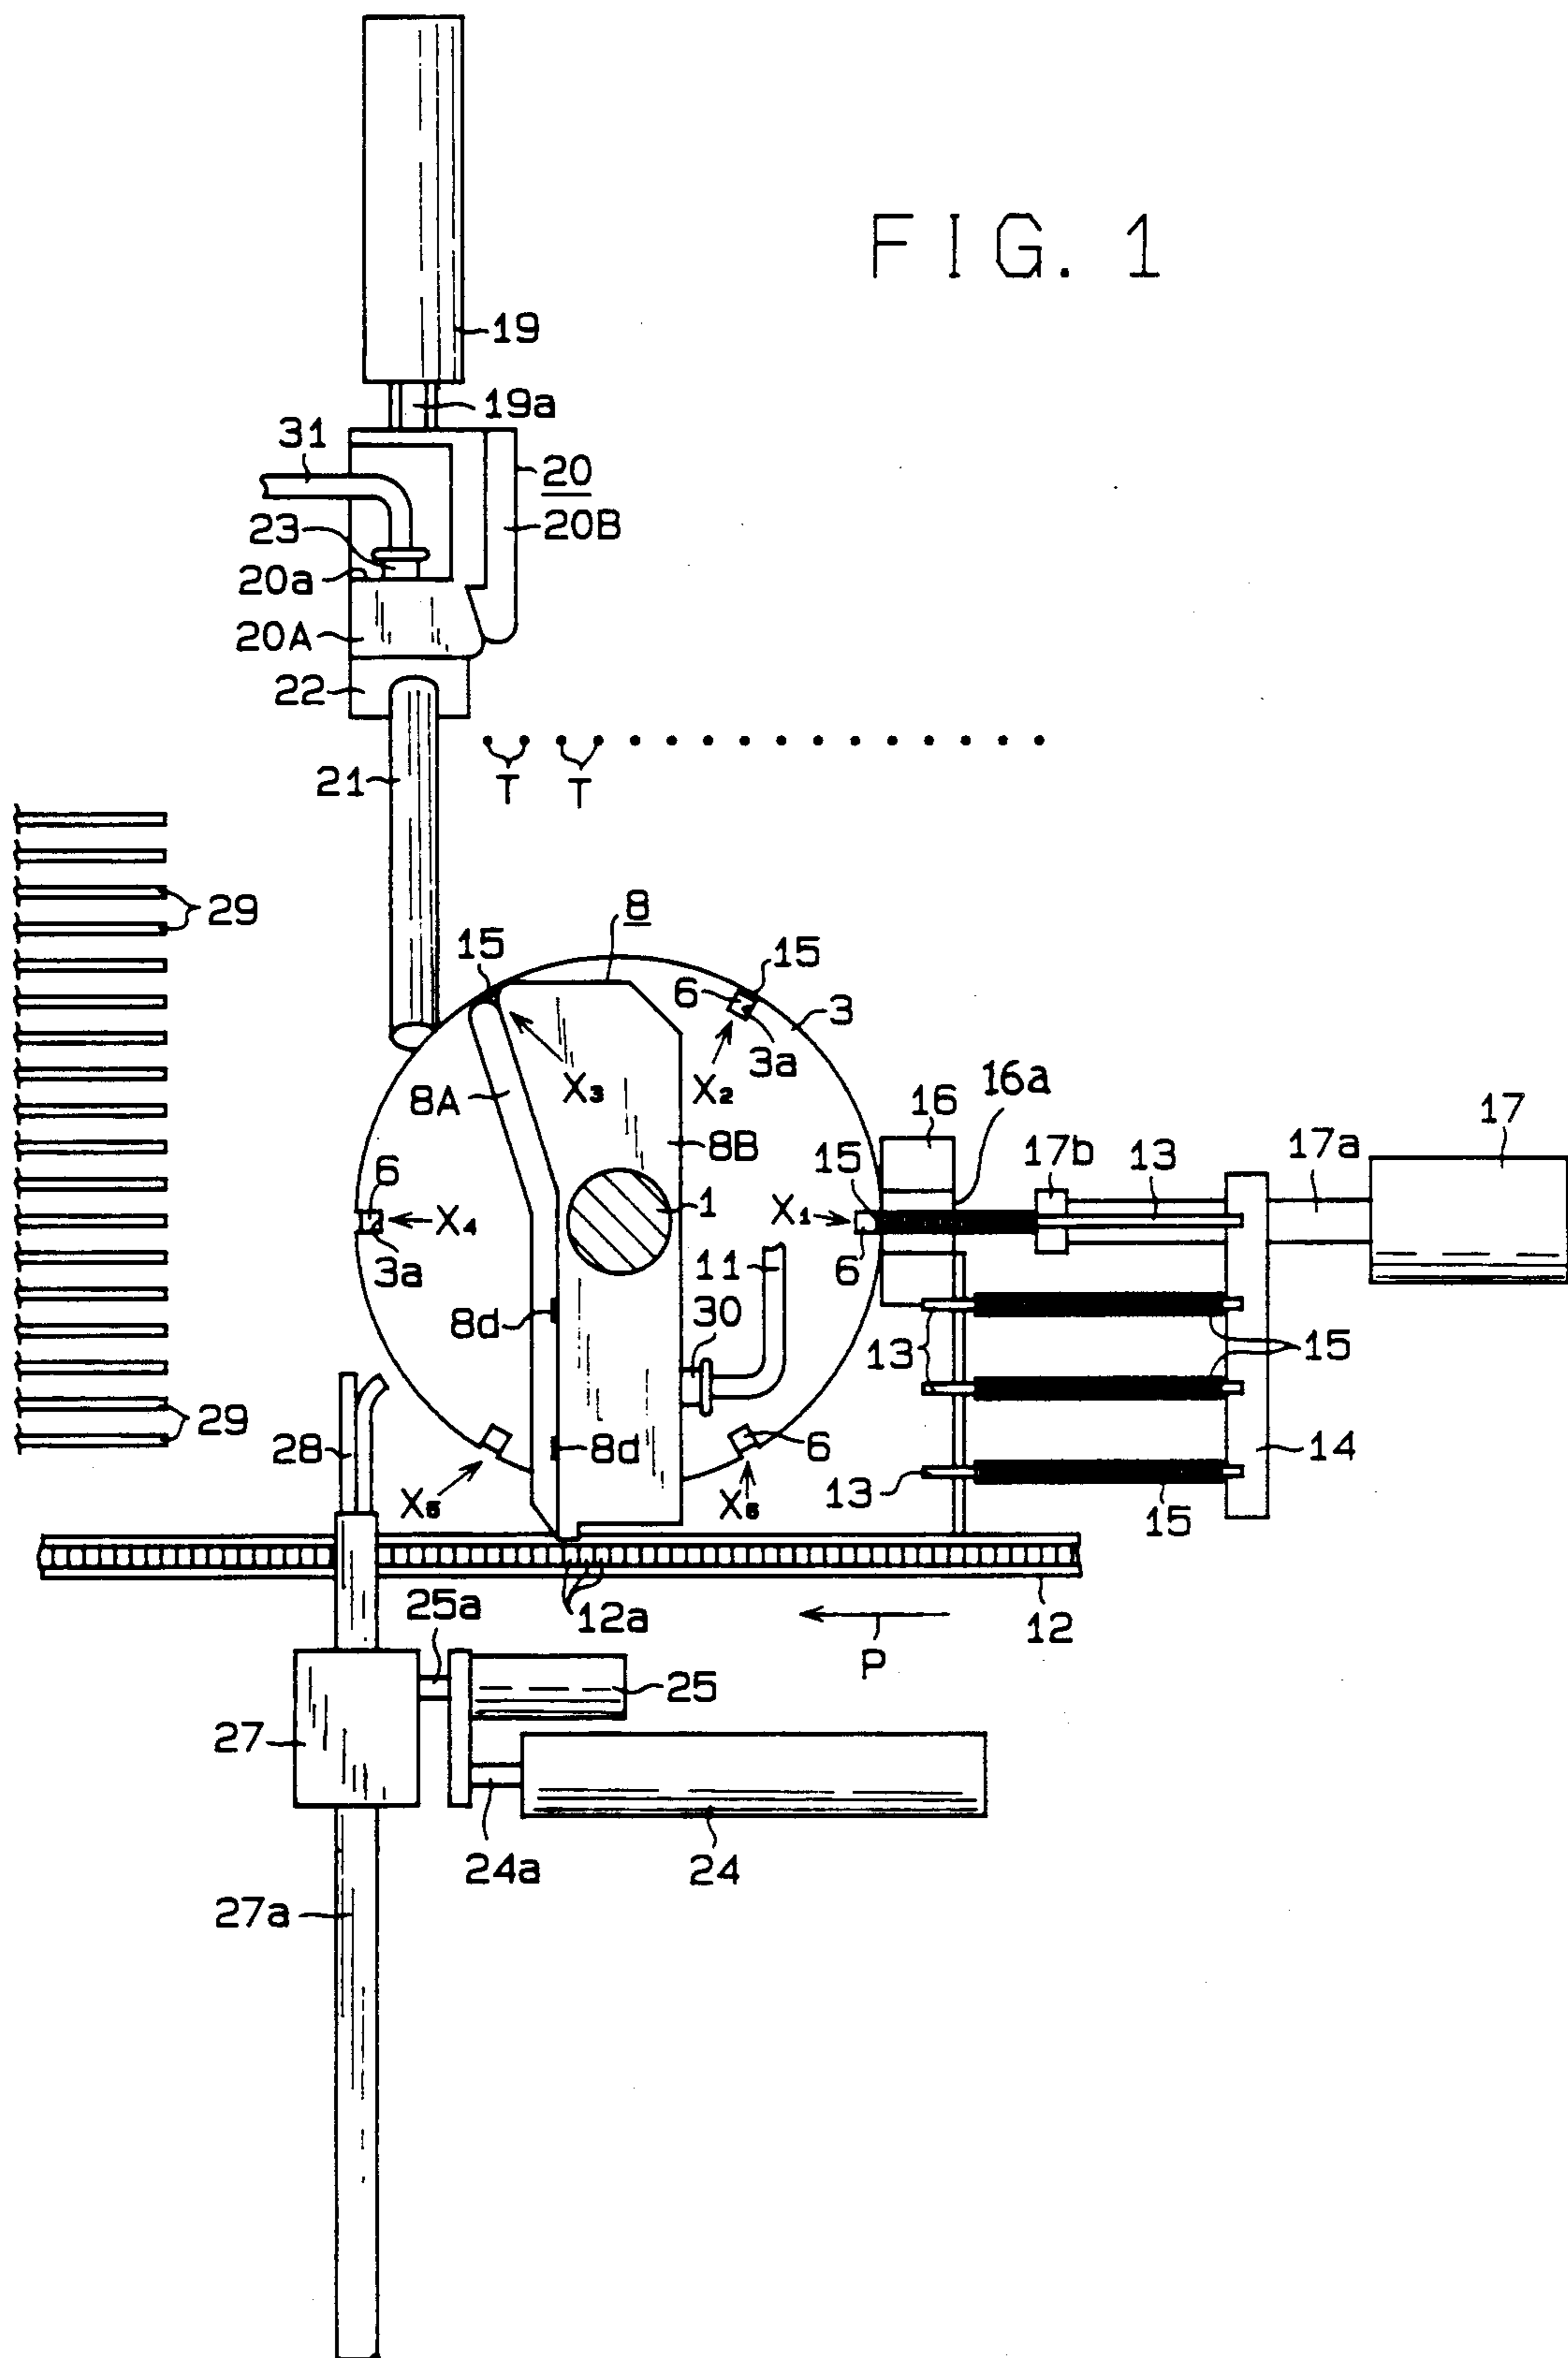 FIG. 1
19
19a
31
20
20B
23
20a
20A
22
21
T T
29
8
15
15
6
3
3a
X₂
X₃
8A
16
16a
17
17a
17b
13
8B
6
15
X₁
1
X₄
3a
11
6
8d
30
13
15
29
28
8d
6
14
X₅
X₆
13
15
25a
12a
12
P
25
27
24a
24
27a